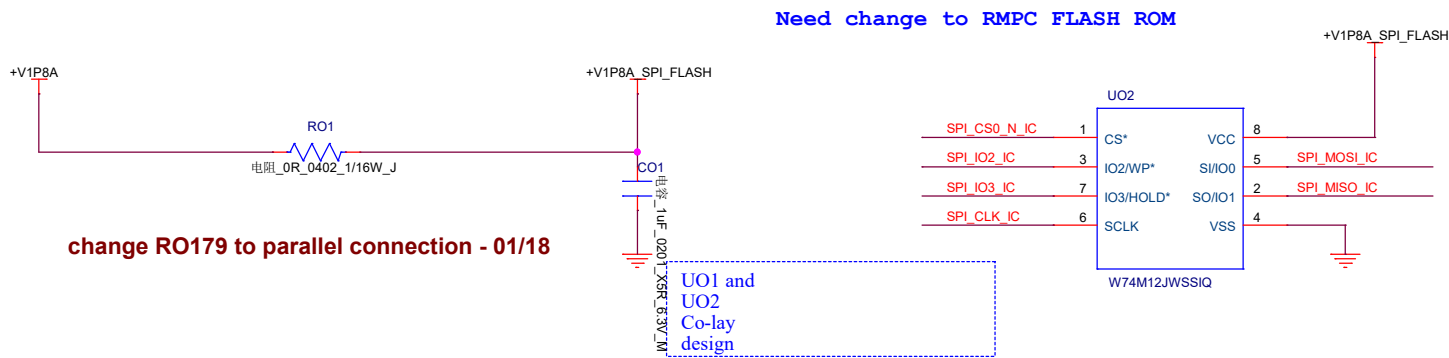 Need change to RMPC FLASH ROM
+V1P8A
+V1P8A_SPI_FLASH
+V1P8A_SPI_FLASH
RO1
电阻_0R_0402_1/16W_J
CO1
电容_1uF_0201_X5R_6.3V_M
change RO179 to parallel connection - 01/18
UO1 and
UO2
Co-lay
design
UO2
SPI_CS0_N_IC 1 CS* VCC 8
SPI_IO2_IC 3 IO2/WP* SI/IO0 5 SPI_MOSI_IC
SPI_IO3_IC 7 IO3/HOLD* SO/IO1 2 SPI_MISO_IC
SPI_CLK_IC 6 SCLK VSS 4
W74M12JWSSIQ